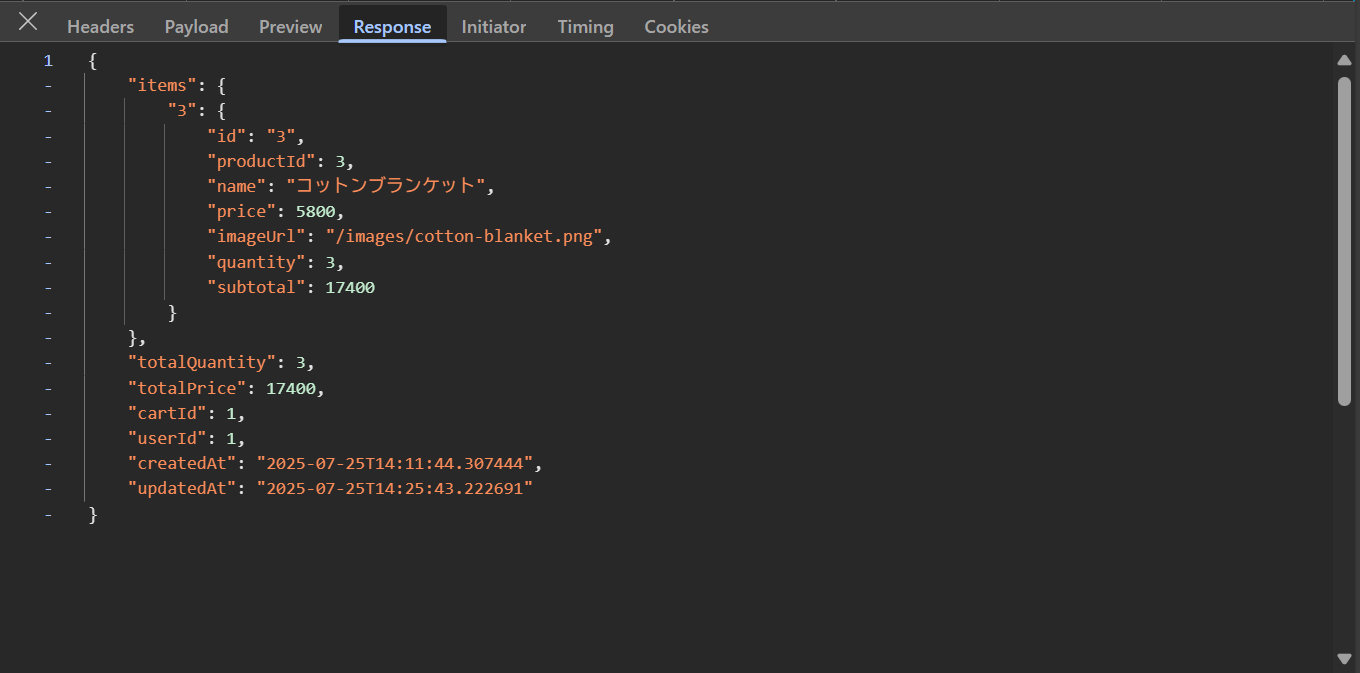 Headers Payload Preview Response Initiator Timing Cookies
1 {
- "items": {
- "3": {
- "id": "3",
- "productId": 3,
- "name": "コットンブランケット",
- "price": 5800,
- "imageUrl": "/images/cotton-blanket.png",
- "quantity": 3,
- "subtotal": 17400
- }
- },
- "totalQuantity": 3,
- "totalPrice": 17400,
- "cartId": 1,
- "userId": 1,
- "createdAt": "2025-07-25T14:11:44.307444",
- "updatedAt": "2025-07-25T14:25:43.222691"
- }